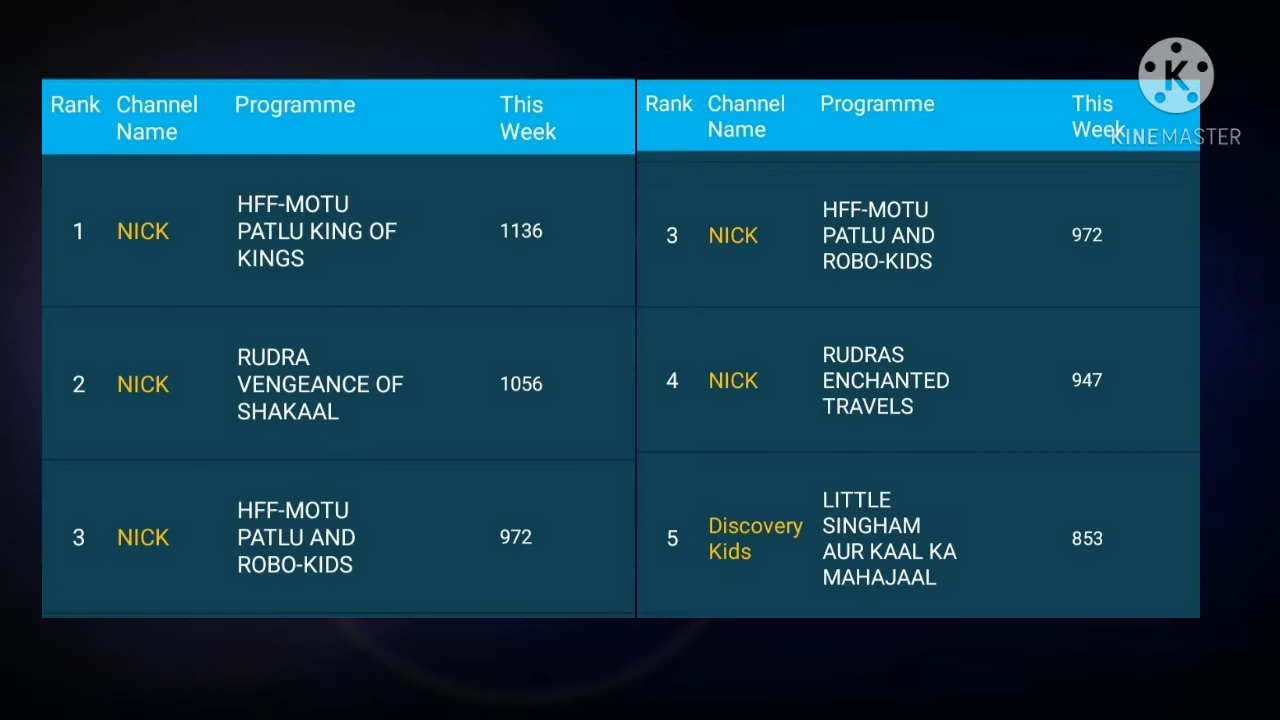 Rank Channel Name Programme This Week
1 NICK HFF-MOTU PATLU KING OF KINGS 1136
2 NICK RUDRA VENGEANCE OF SHAKAAL 1056
3 NICK HFF-MOTU PATLU AND ROBO-KIDS 972
Rank Channel Name Programme This Week
3 NICK HFF-MOTU PATLU AND ROBO-KIDS 972
4 NICK RUDRAS ENCHANTED TRAVELS 947
5 Discovery Kids LITTLE SINGHAM AUR KAAL KA MAHAJAAL 853
K
KINEMASTER